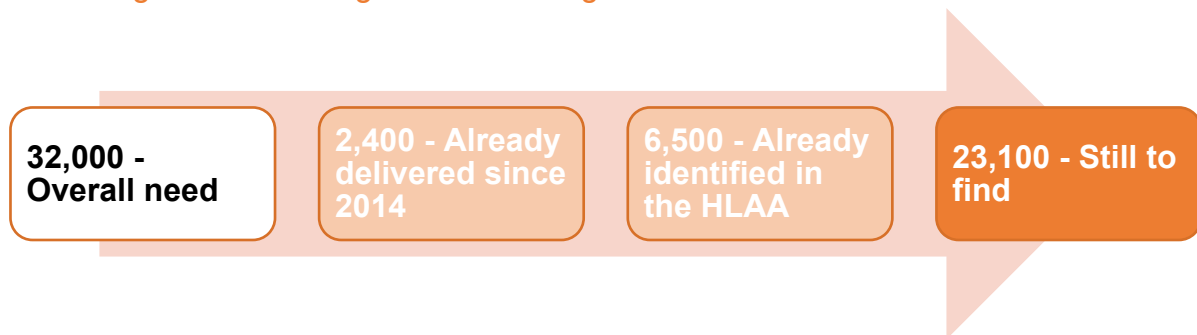 32,000 -
Overall need
2,400 - Already
delivered since
2014
6,500 - Already
identified in
the HLAA
23,100 - Still to
find